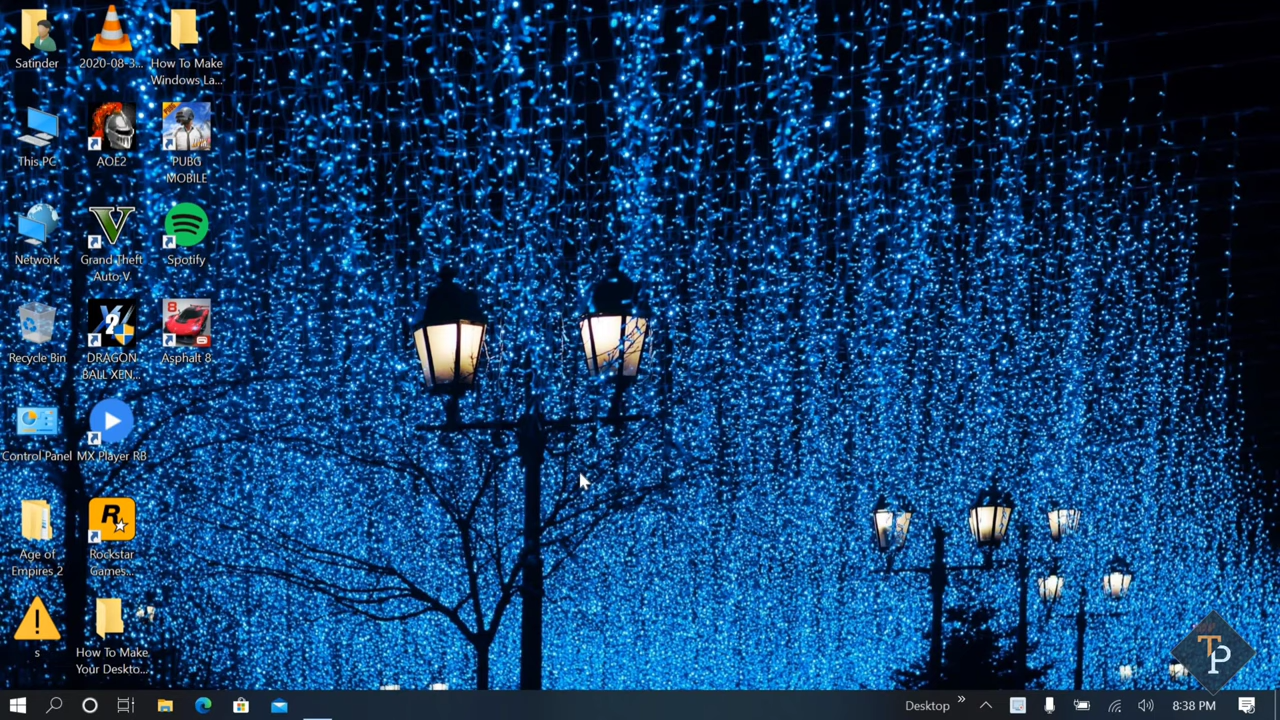 Satinder
2020-08-3...
How To Make
Windows La...
This PC
AOE2
PUBG
MOBILE
Network
Grand Theft
Auto V
Spotify
Recycle Bin
DRAGON
BALL XEN...
Asphalt 8
Control Panel
MX Player RB
Age of
Empires 2
Rockstar
Games...
s
How To Make
Your Deskto...
TP
Desktop
8:38 PM